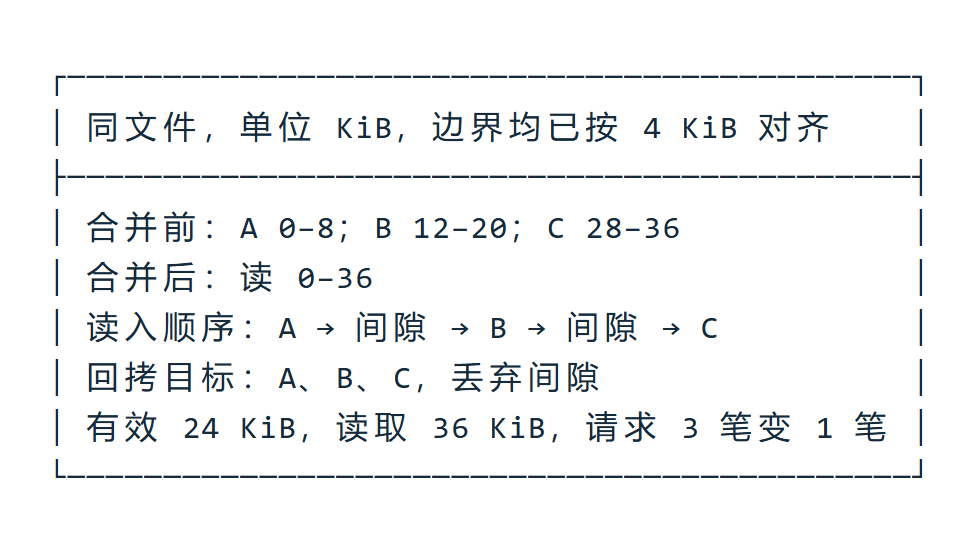 同文件，单位 KiB，边界均已按 4 KiB 对齐
合并前：A 0–8；B 12–20；C 28–36
合并后：读 0–36
读入顺序：A → 间隙 → B → 间隙 → C
回拷目标：A、B、C，丢弃间隙
有效 24 KiB，读取 36 KiB，请求 3 笔变 1 笔